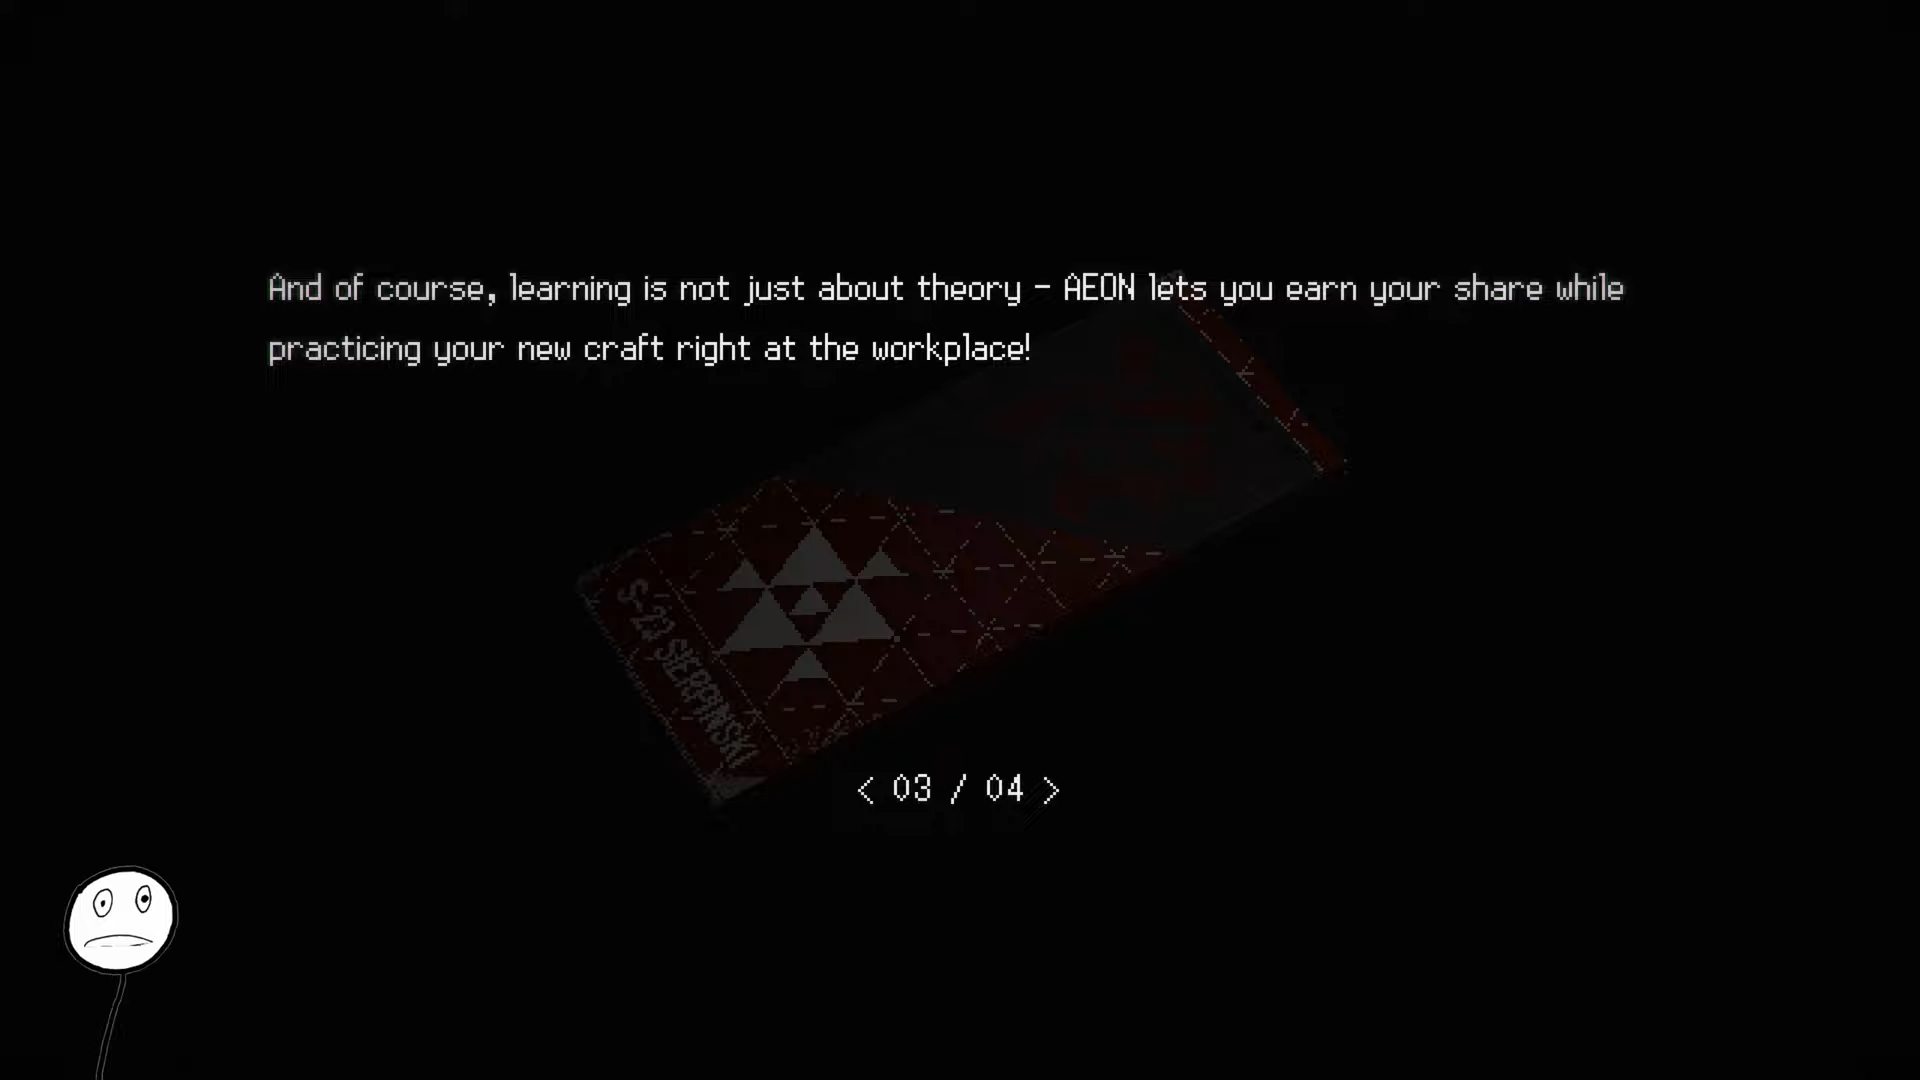 And of course, learning is not just about theory - AEON lets you earn your share while
practicing your new craft right at the workplace!
S-23 SIERPINSKI
< 03 / 04 >